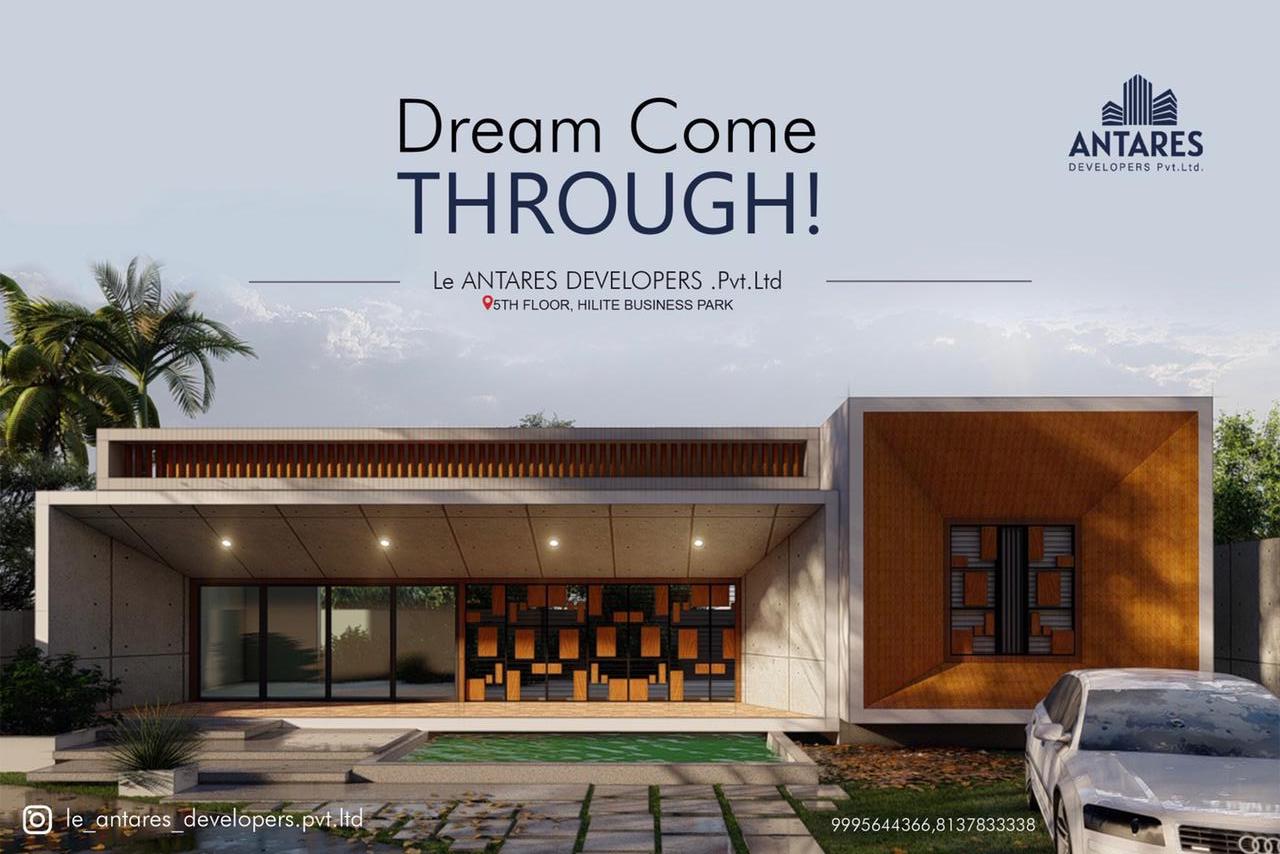 Dream Come
THROUGH!
ANTARES
DEVELOPERS Pvt.Ltd.
Le ANTARES DEVELOPERS .Pvt.Ltd
5TH FLOOR, HILITE BUSINESS PARK
le_antares_developers.pvt.ltd
9995644366,8137833338